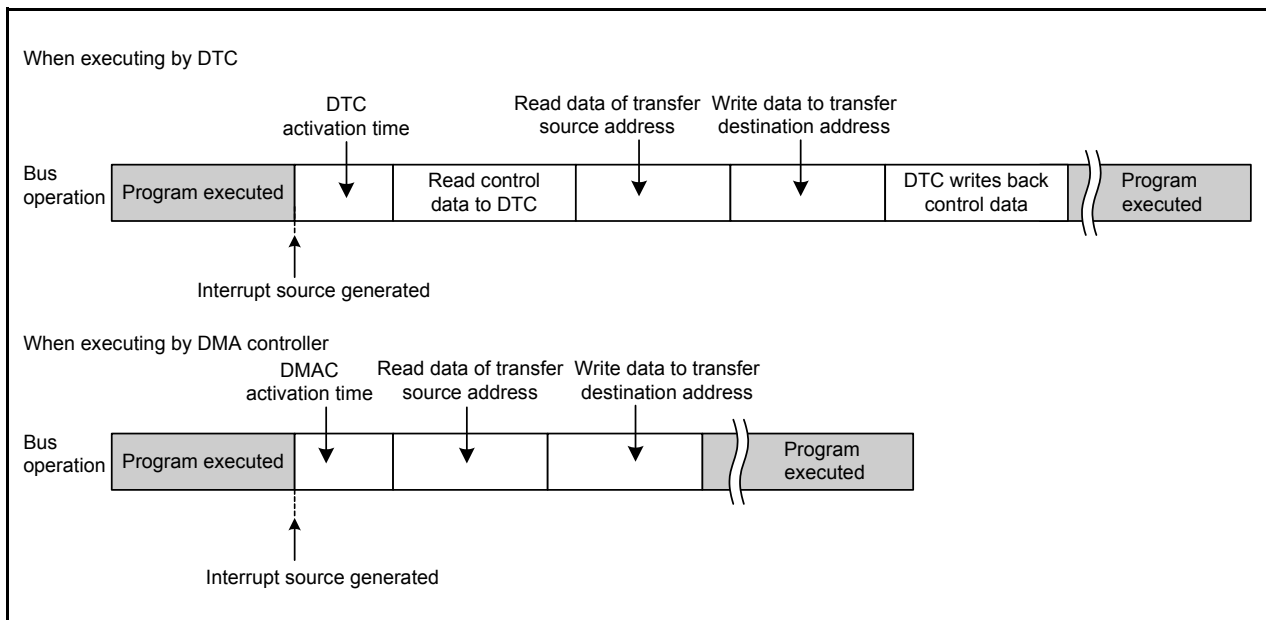 When executing by DTC
DTC
activation time
Read data of transfer
source address
Write data to transfer
destination address
Bus
operation
Program executed
Read control
data to DTC
DTC writes back
control data
Program
executed
Interrupt source generated
When executing by DMA controller
DMAC
activation time
Read data of transfer
source address
Write data to transfer
destination address
Bus
operation
Program executed
Program
executed
Interrupt source generated